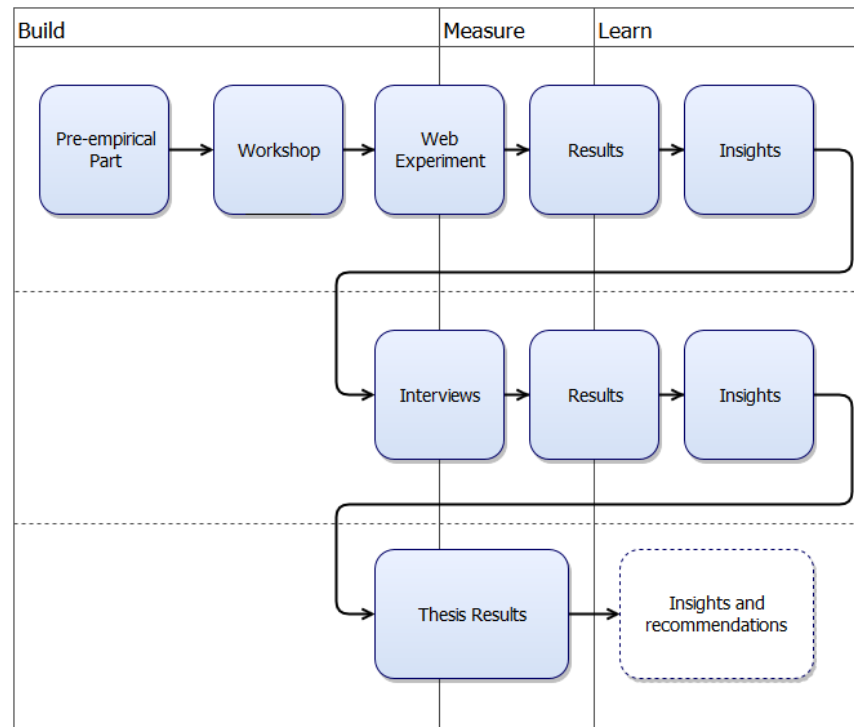 Build
Measure
Learn
Pre-empirical
Part
Workshop
Web
Experiment
Results
Insights
Interviews
Results
Insights
Thesis Results
Insights and
recommendations